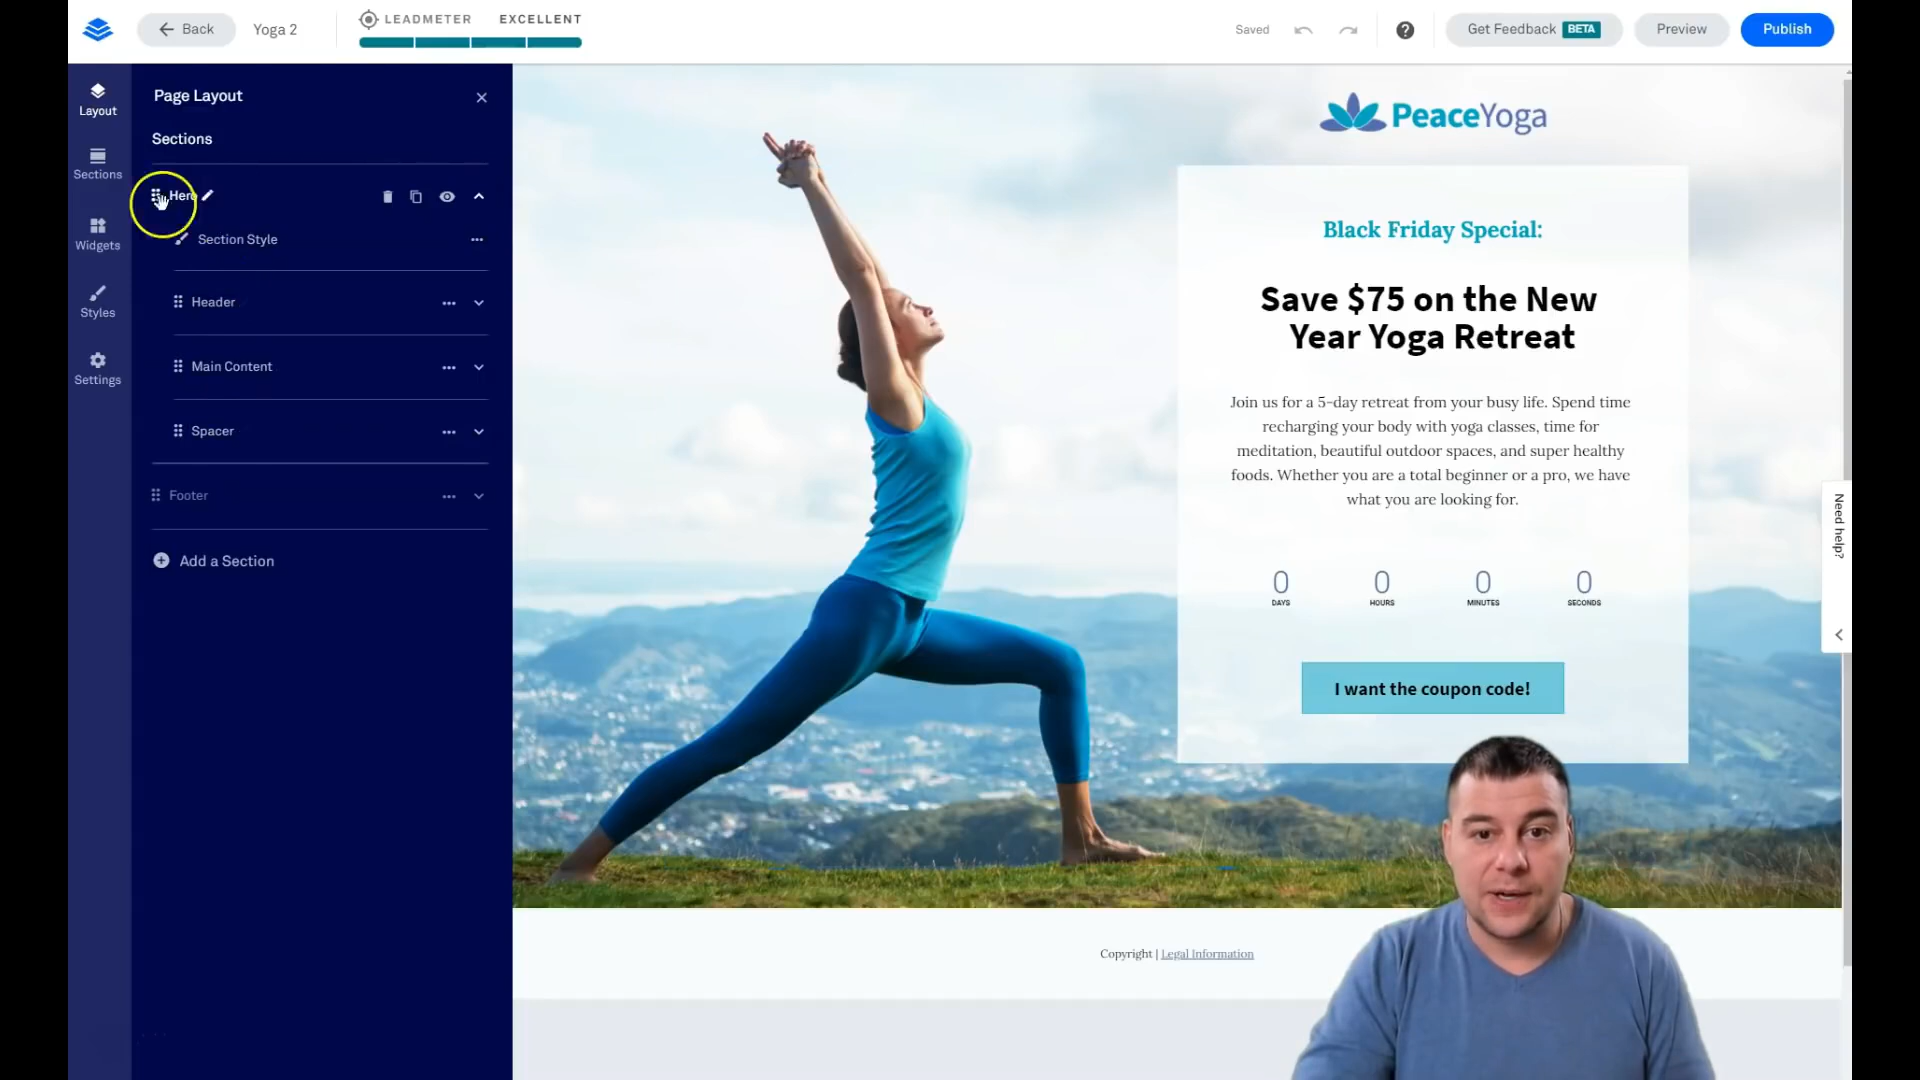 Back
Yoga 2
LEADMETER EXCELLENT
Saved
Get Feedback BETA
Preview
Publish
Layout
Sections
Widgets
Styles
Settings
Page Layout
Sections
Hero
Section Style
Header
Main Content
Spacer
Footer
Add a Section
PeaceYoga
Black Friday Special:
Save $75 on the New
Year Yoga Retreat
Join us for a 5-day retreat from your busy life. Spend time
recharging your body with yoga classes, time for
meditation, beautiful outdoor spaces, and super healthy
foods. Whether you are a total beginner or a pro, we have
what you are looking for.
0 0 0 0
DAYS HOURS MINUTES SECONDS
I want the coupon code!
Copyright | Legal Information
Need help?